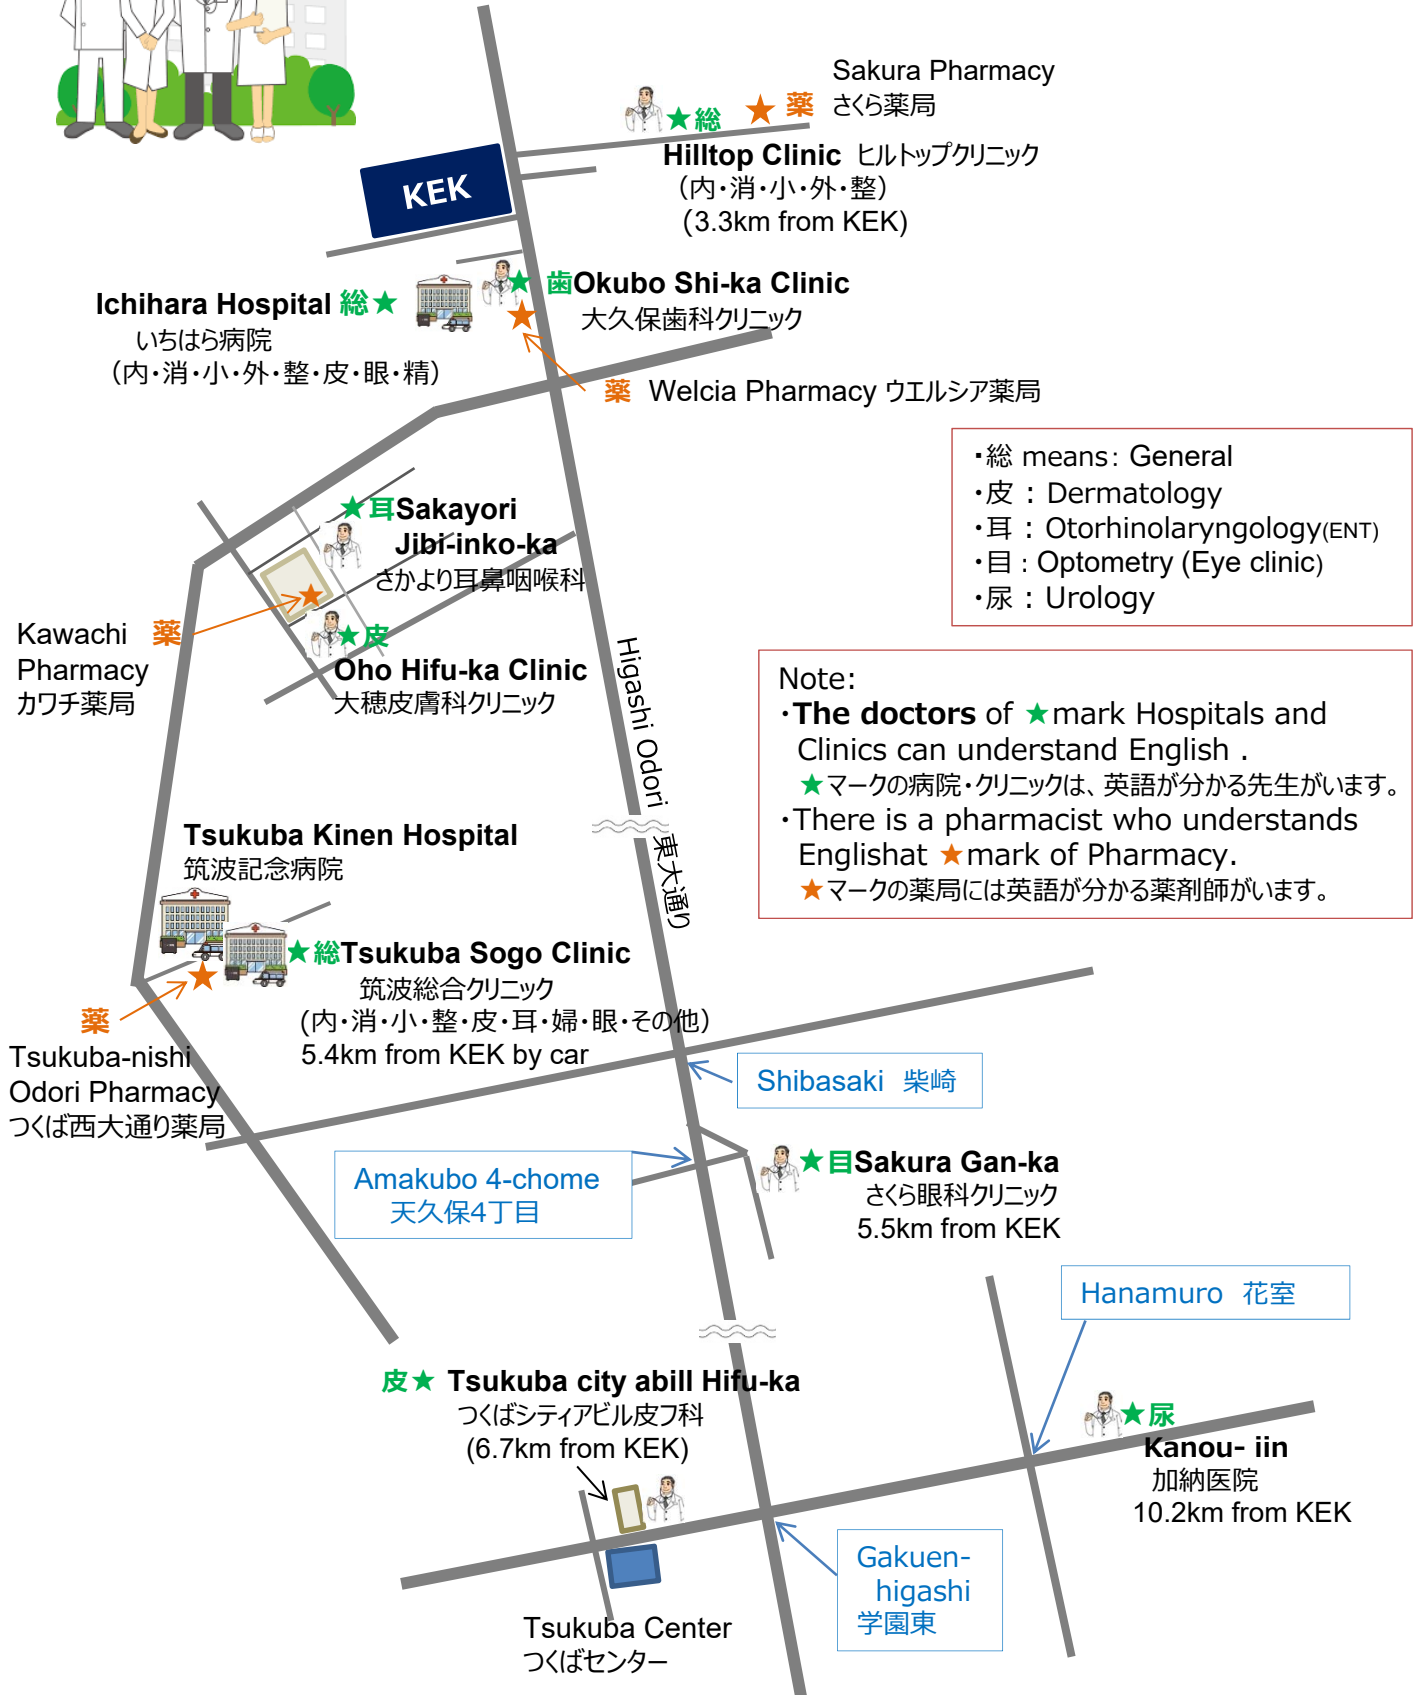 Sakura Pharmacy
★総 ★ 薬 さくら薬局
Hilltop Clinic ヒルトップクリニック
（内・消・小・外・整）
（3.3km from KEK)
KEK
Ichihara Hospital 総★
いちはら病院
（内・消・小・外・整・皮・眼・精）
★ 歯Okubo Shi-ka Clinic
大久保歯科クリニック
★
薬 Welcia Pharmacy ウエルシア薬局
・総 means: General
・皮 : Dermatology
・耳 : Otorhinolaryngology(ENT)
・目 : Optometry (Eye clinic)
・尿 : Urology
★耳Sakayori
Jibi-inko-ka
さかより耳鼻咽喉科
★
Kawachi 薬
Pharmacy
カワチ薬局
★皮
Oho Hifu-ka Clinic
大穂皮膚科クリニック
Higashi Odori
東大通り
Note:
・The doctors of ★mark Hospitals and
Clinics can understand English .
★マークの病院・クリニックは、英語が分かる先生がいます。
・There is a pharmacist who understands
Englishat ★mark of Pharmacy.
★マークの薬局には英語が分かる薬剤師がいます。
Tsukuba Kinen Hospital
筑波記念病院
★総Tsukuba Sogo Clinic
筑波総合クリニック
(内・消・小・整・皮・耳・婦・眼・その他）
5.4km from KEK by car
★
薬
Tsukuba-nishi
Odori Pharmacy
つくば西大通り薬局
Shibasaki 柴崎
Amakubo 4-chome
天久保4丁目
★目Sakura Gan-ka
さくら眼科クリニック
5.5km from KEK
Hanamuro 花室
皮★ Tsukuba city abill Hifu-ka
つくばシティアビル皮フ科
(6.7km from KEK)
★尿
Kanou- iin
加納医院
10.2km from KEK
Gakuen-
higashi
学園東
Tsukuba Center
つくばセンター